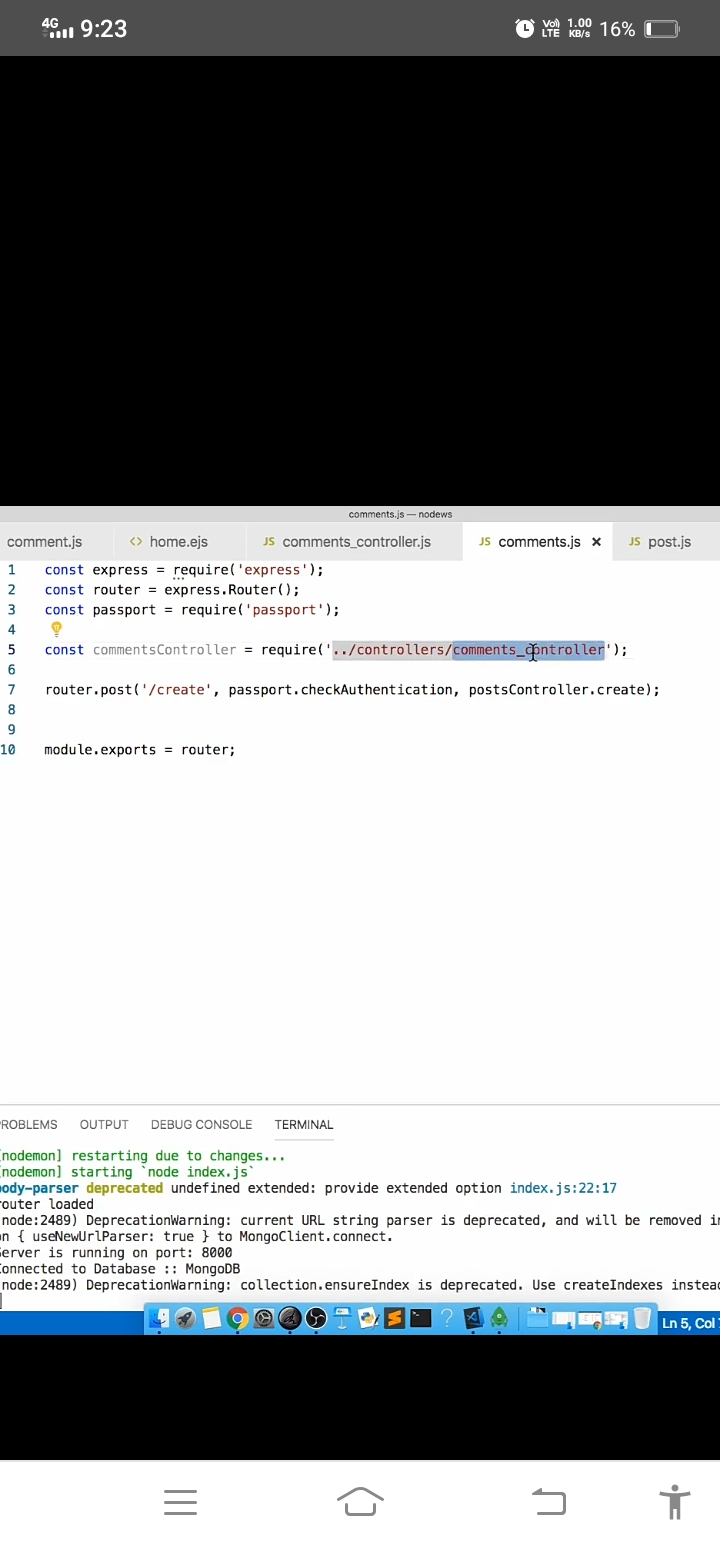 4G 9:23 Vo) LTE 1.00 KB/s 16%
comments.js — nodews
comment.js <> home.ejs JS comments_controller.js JS comments.js × JS post.js
1 const express = require('express');
2 const router = express.Router();
3 const passport = require('passport');
4
5 const commentsController = require('../controllers/comments_controller');
6
7 router.post('/create', passport.checkAuthentication, postsController.create);
8
9
10 module.exports = router;
ROBLEMS OUTPUT DEBUG CONSOLE TERMINAL
[nodemon] restarting due to changes...
[nodemon] starting `node index.js`
body-parser deprecated undefined extended: provide extended option index.js:22:17
router loaded
(node:2489) DeprecationWarning: current URL string parser is deprecated, and will be removed in
on { useNewUrlParser: true } to MongoClient.connect.
Server is running on port: 8000
Connected to Database :: MongoDB
(node:2489) DeprecationWarning: collection.ensureIndex is deprecated. Use createIndexes instead
Ln 5, Col